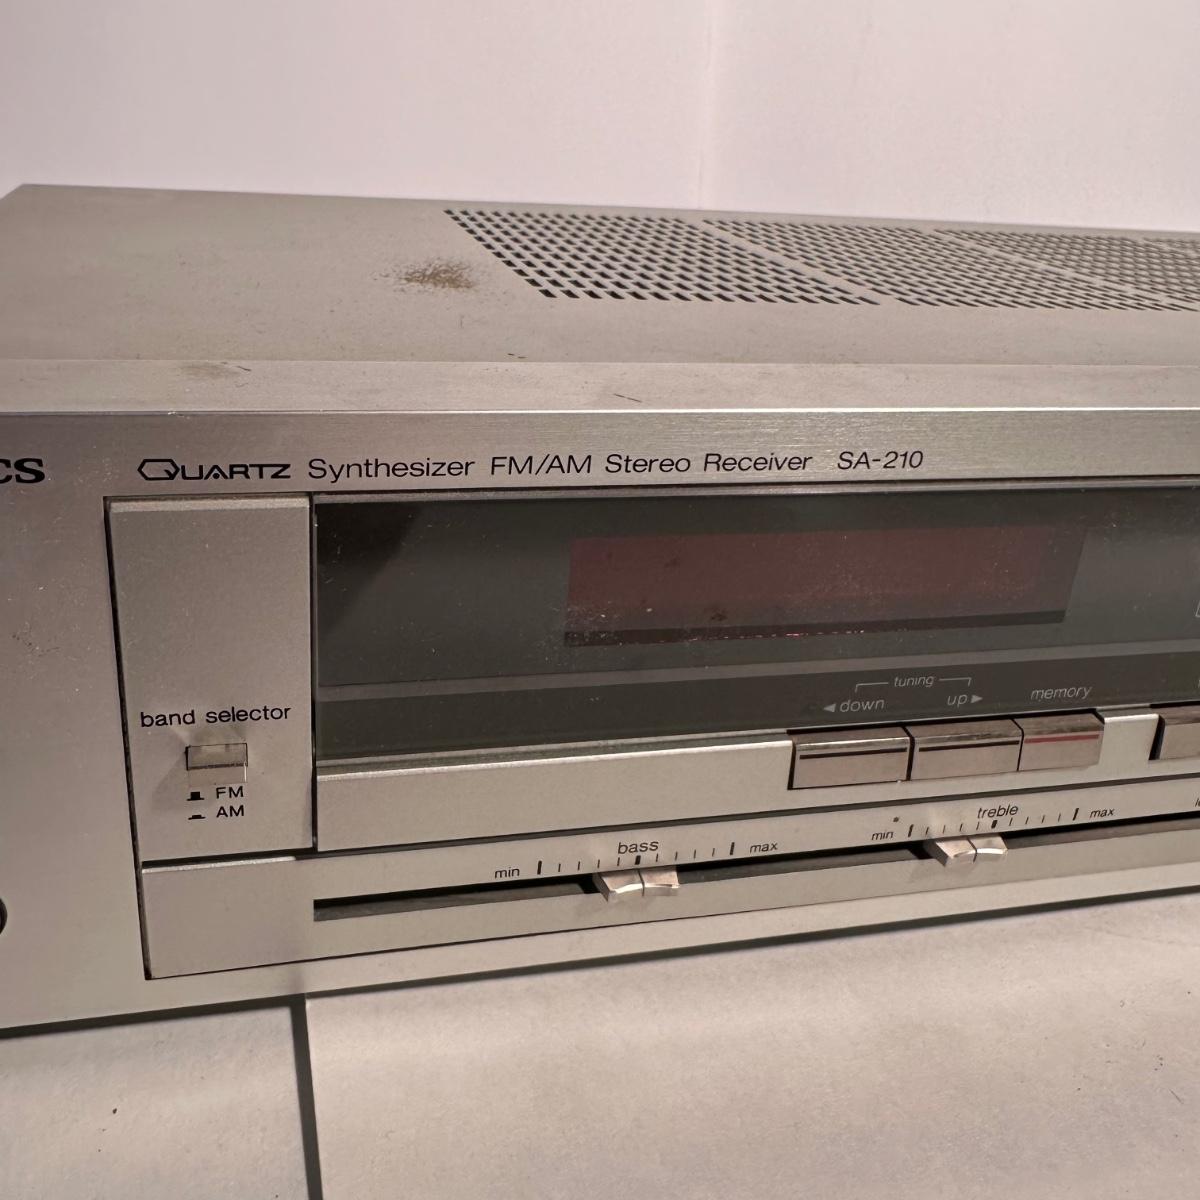 CS QUARTZ Synthesizer FM/AM Stereo Receiver SA-210
band selector
FM
AM
tuning
◄ down up ►
memory
min bass max
min treble max